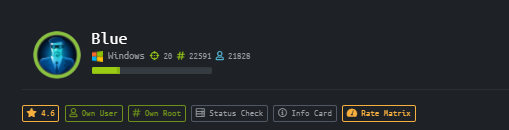 Blue
Windows 20 # 22591 21828
4.6 Own User # Own Root Status Check Info Card Rate Matrix